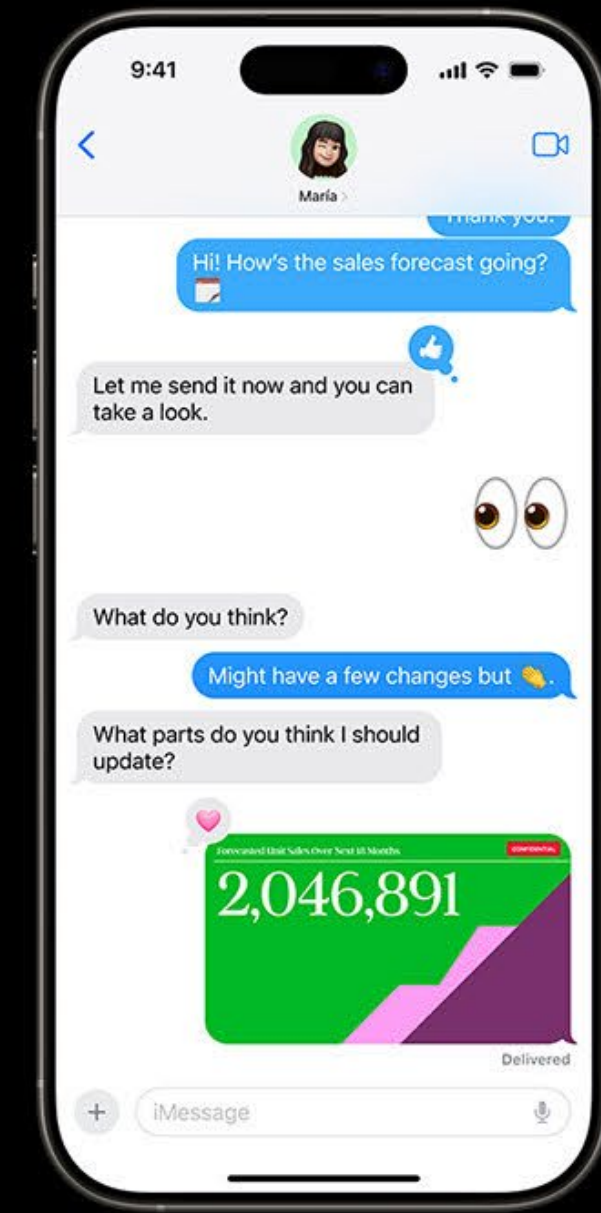 9:41
María
Thank you.
Hi! How’s the sales forecast going?
🗓️
Let me send it now and you can
take a look.
👀
What do you think?
Might have a few changes but 👏.
What parts do you think I should
update?
Forecasted Unit Sales Over Next 18 Months
CONFIDENTIAL
2,046,891
Delivered
iMessage